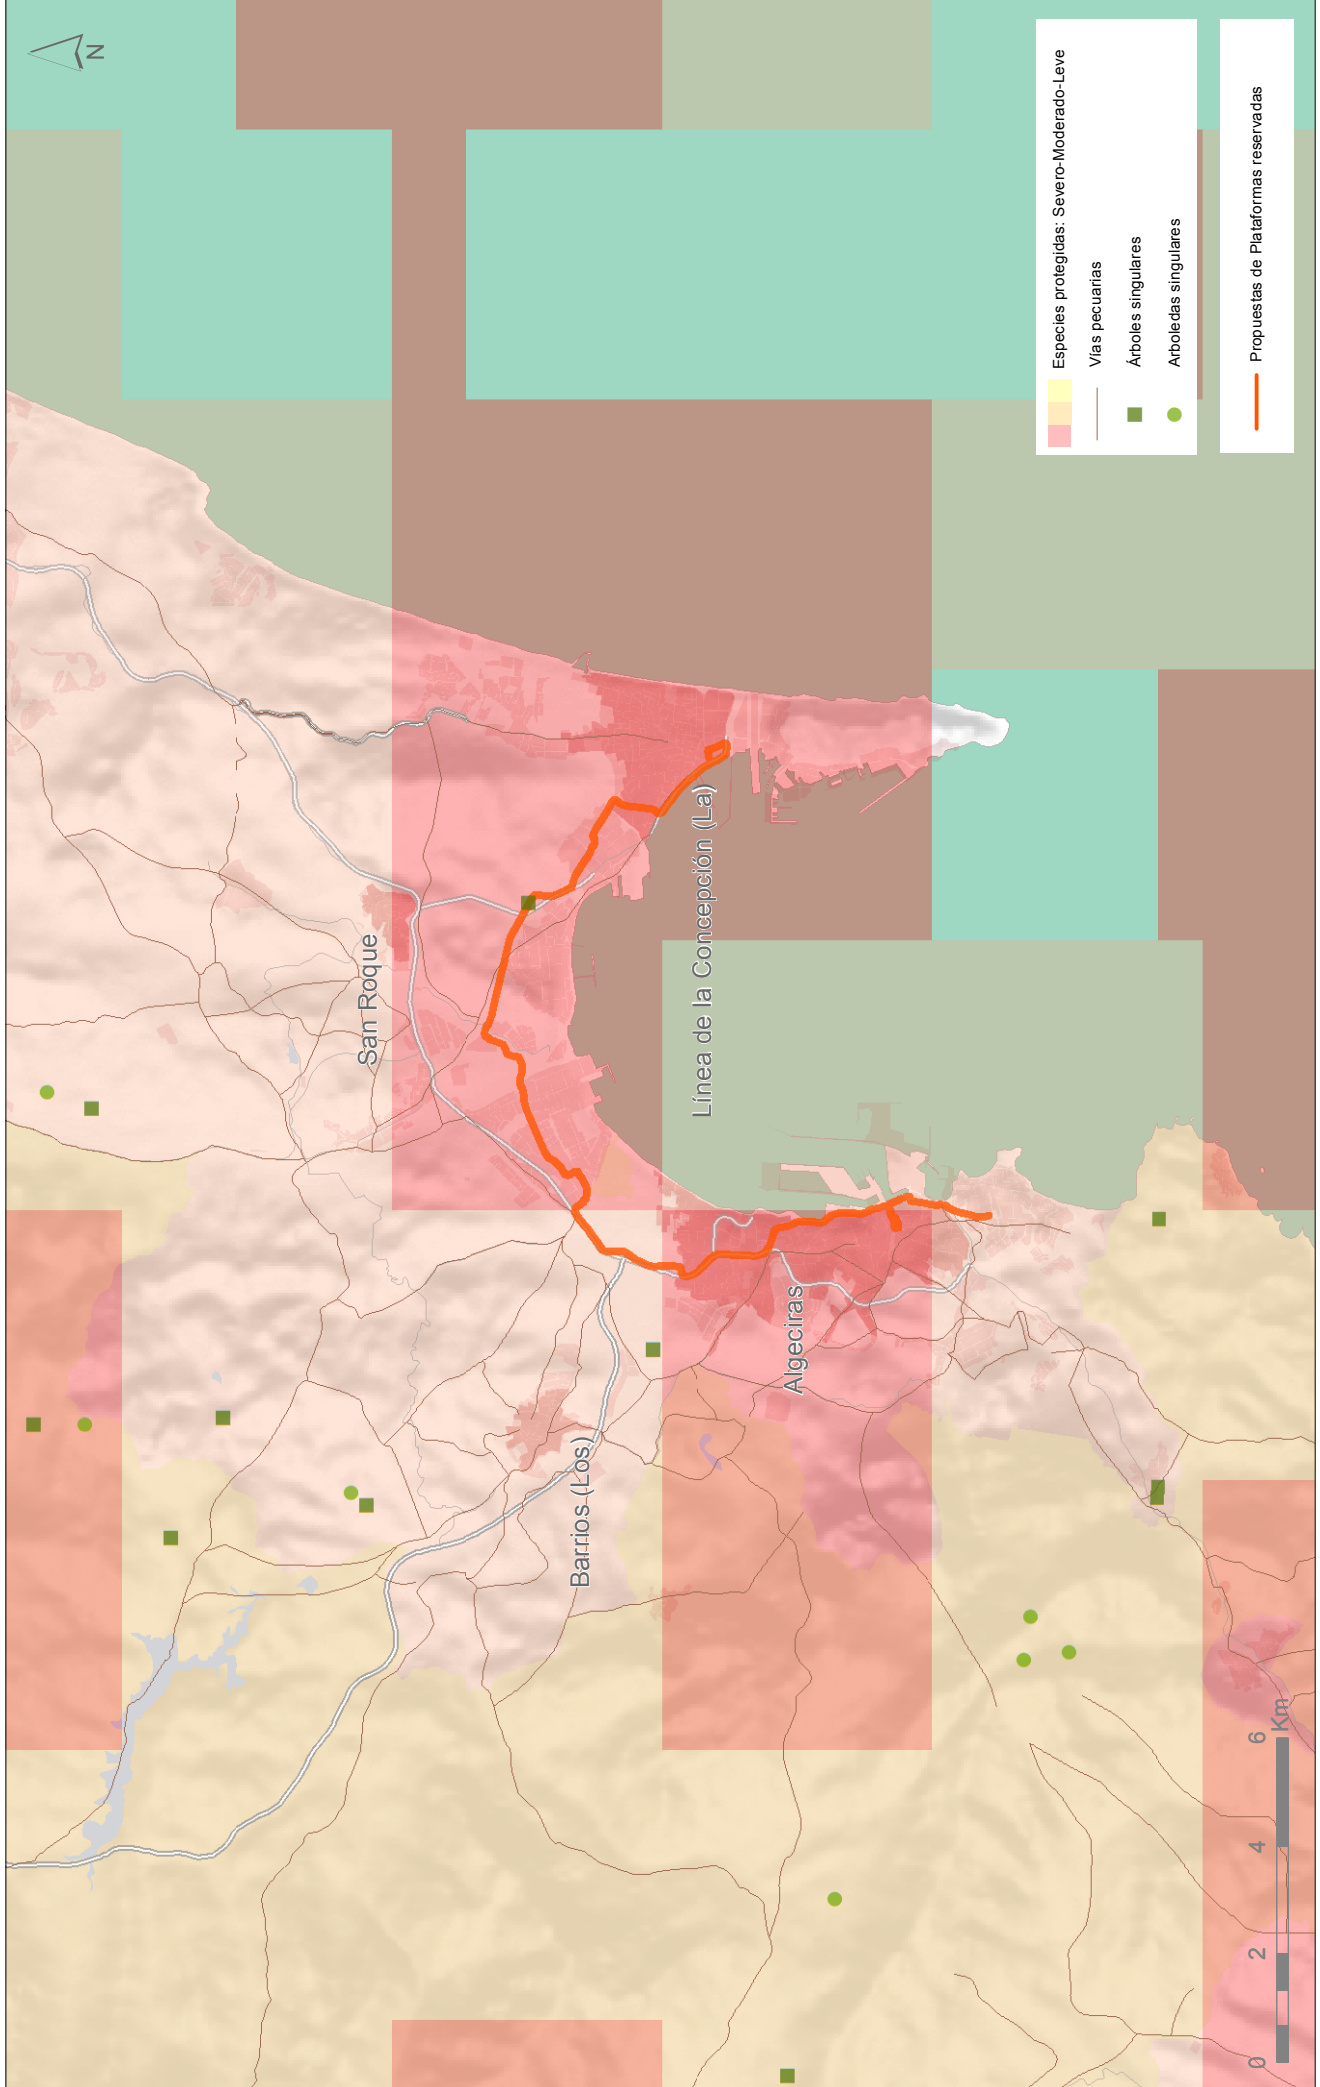 N
San Roque
Línea de la Concepción (La)
Algeciras
Barrios (Los)
Especies protegidas: Severo-Moderado-Leve
Vías pecuarias
Árboles singulares
Arboledas singulares
Propuestas de Plataformas reservadas
0 2 4 6
Km